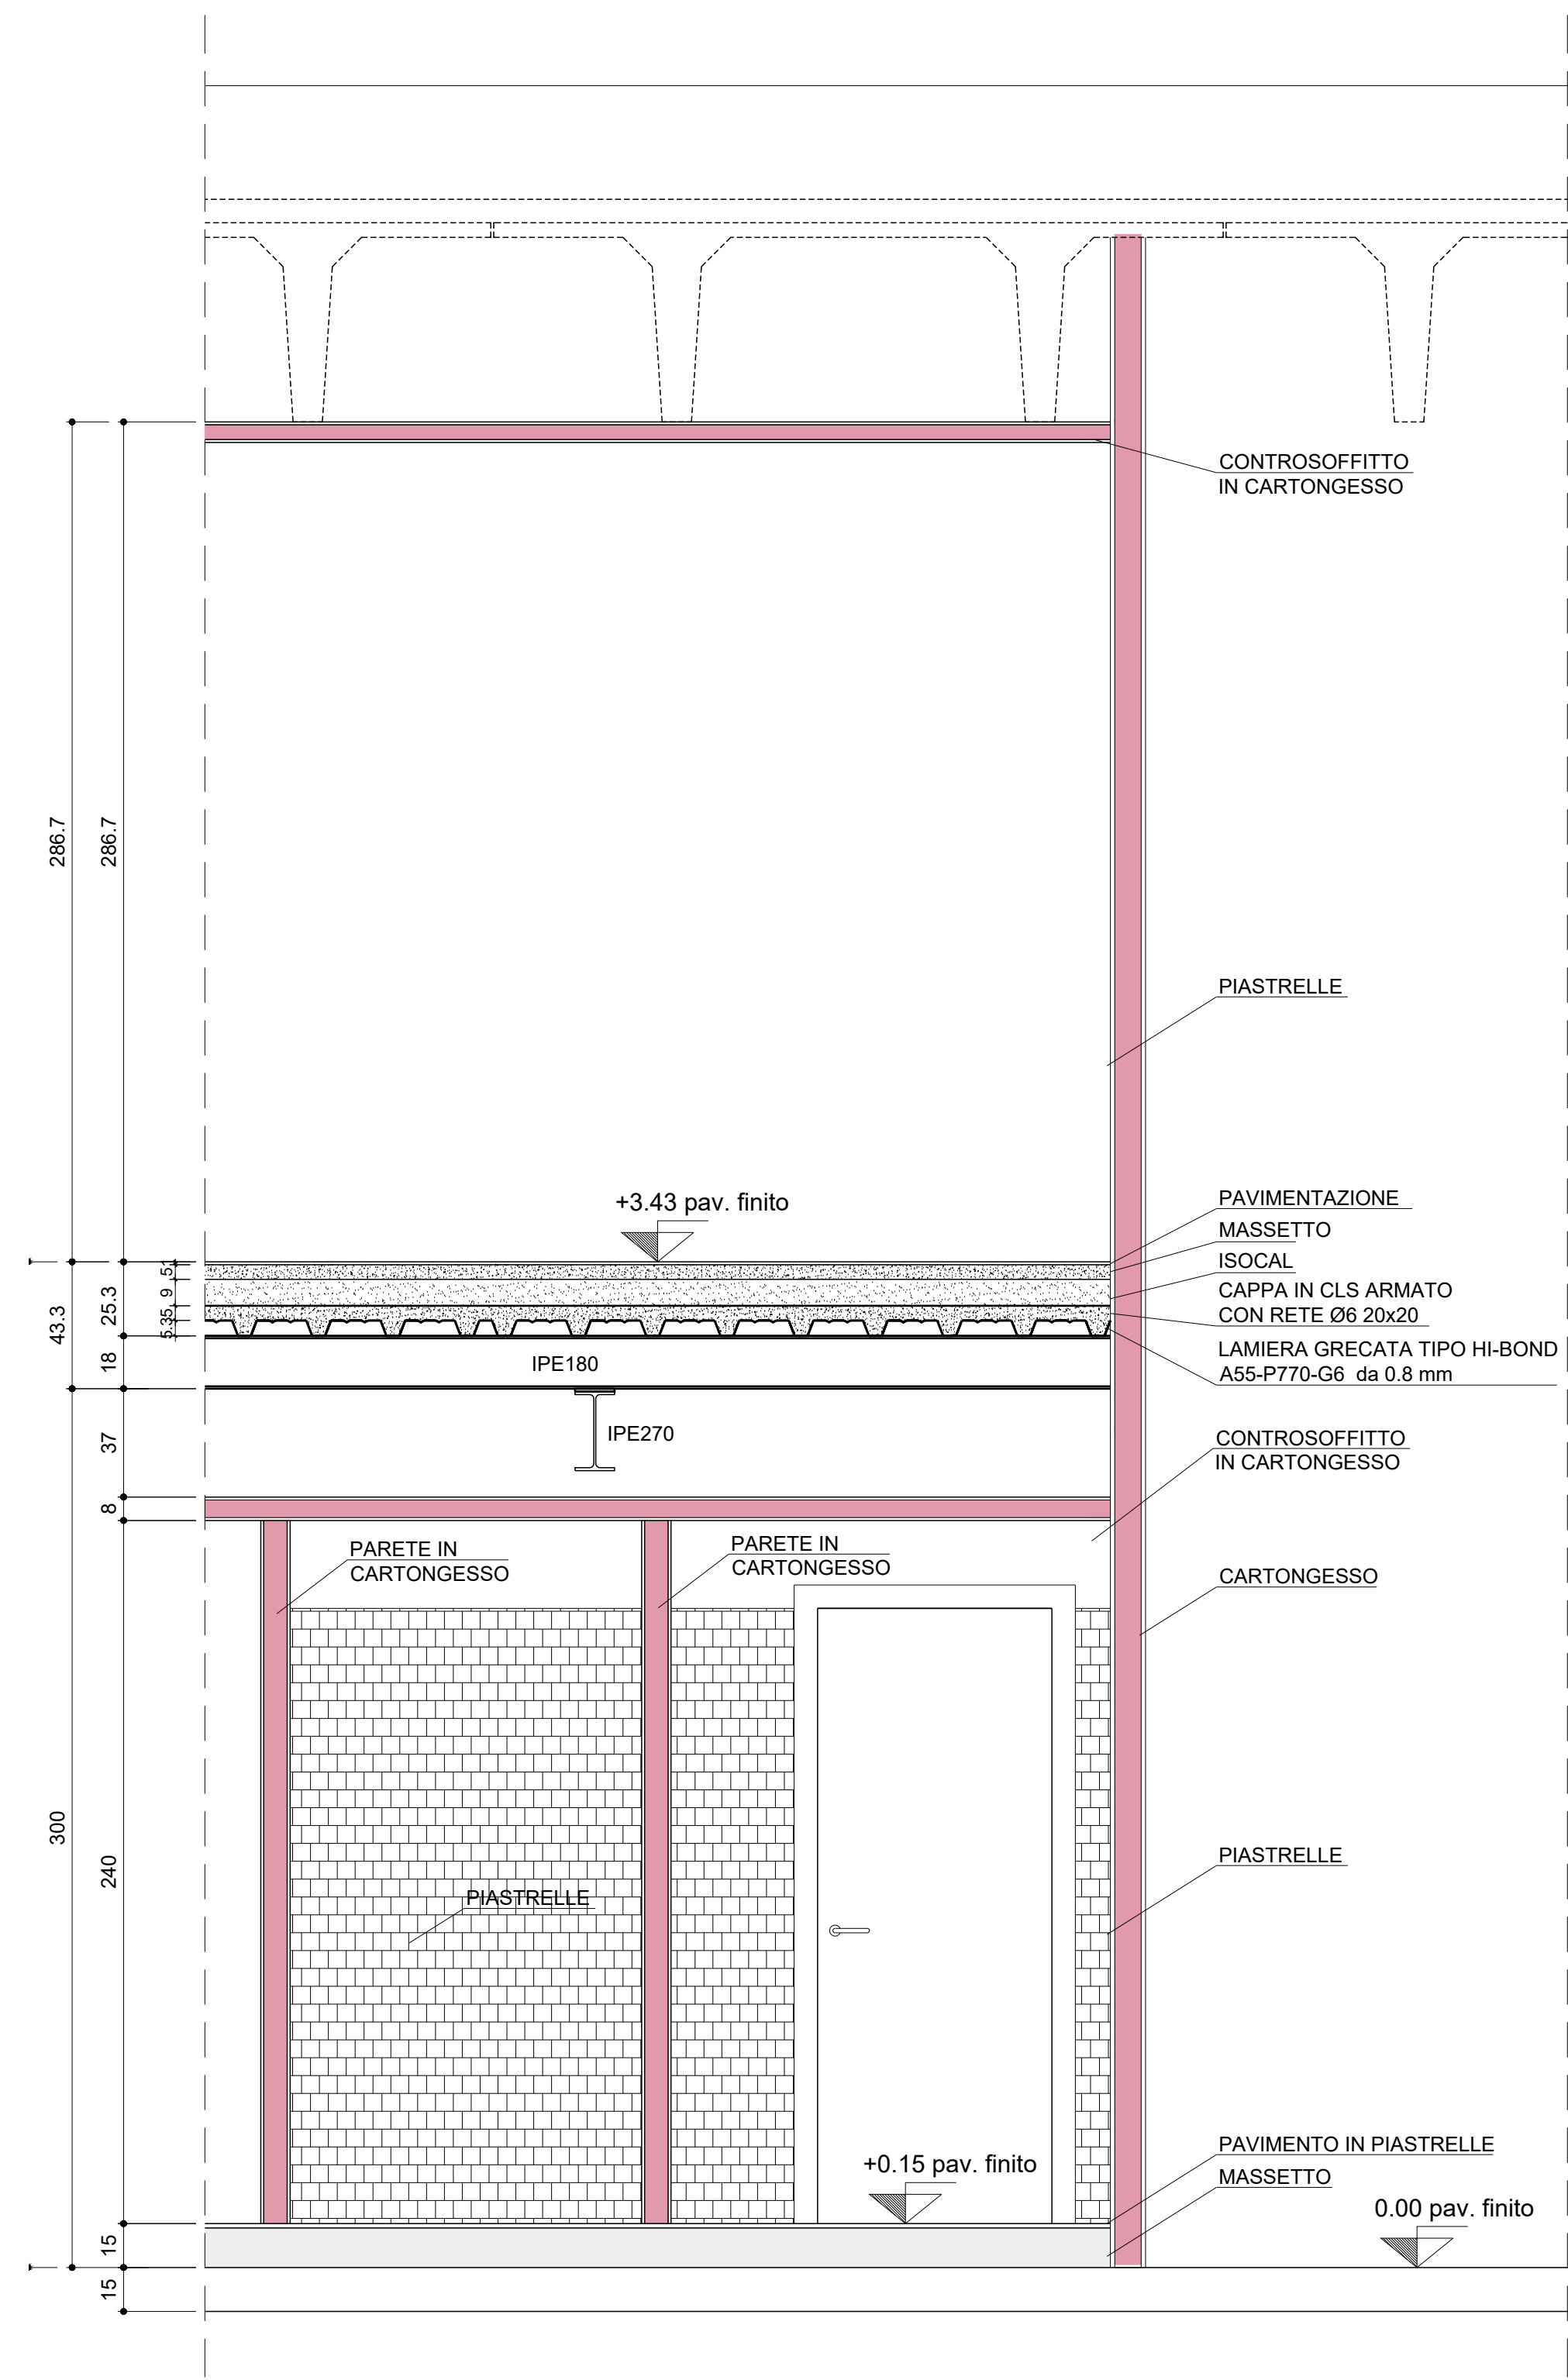 CONTROSOFFITTO
IN CARTONGESSO
286.7
286.7
PIASTRELLE
+3.43 pav. finito
PAVIMENTAZIONE
MASSETTO
ISOCAL
CAPPA IN CLS ARMATO
CON RETE Ø6 20x20
LAMIERA GRECATA TIPO HI-BOND
A55-P770-G6 da 0.8 mm
43.3
25.3
18
1
5
9
5
5.3
IPE180
IPE270
37
8
CONTROSOFFITTO
IN CARTONGESSO
PARETE IN
CARTONGESSO
PARETE IN
CARTONGESSO
CARTONGESSO
300
240
PIASTRELLE
PIASTRELLE
+0.15 pav. finito
PAVIMENTO IN PIASTRELLE
MASSETTO
0.00 pav. finito
15
15